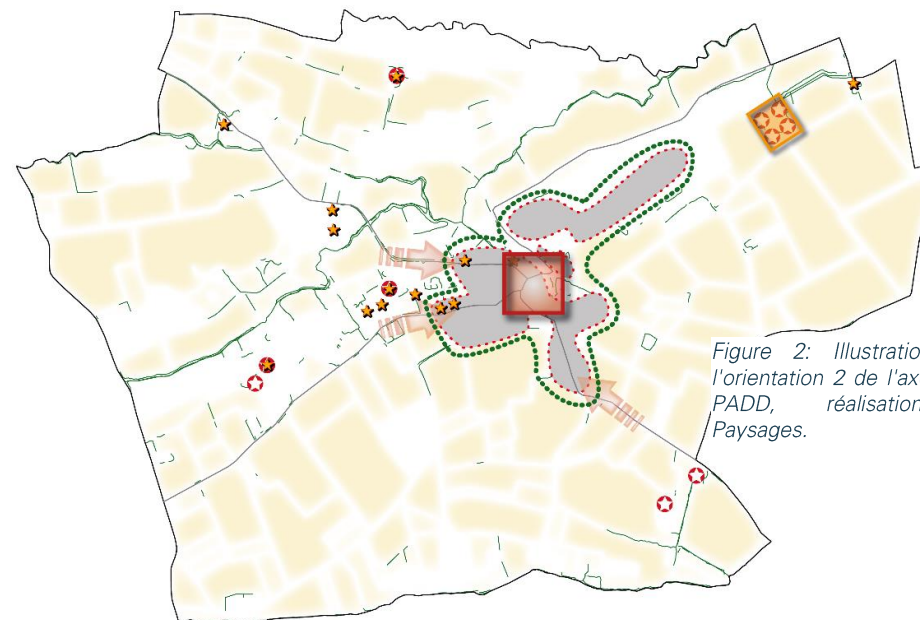 Figure 2: Illustratio
l'orientation 2 de l'ax
PADD, réalisation
Paysages.